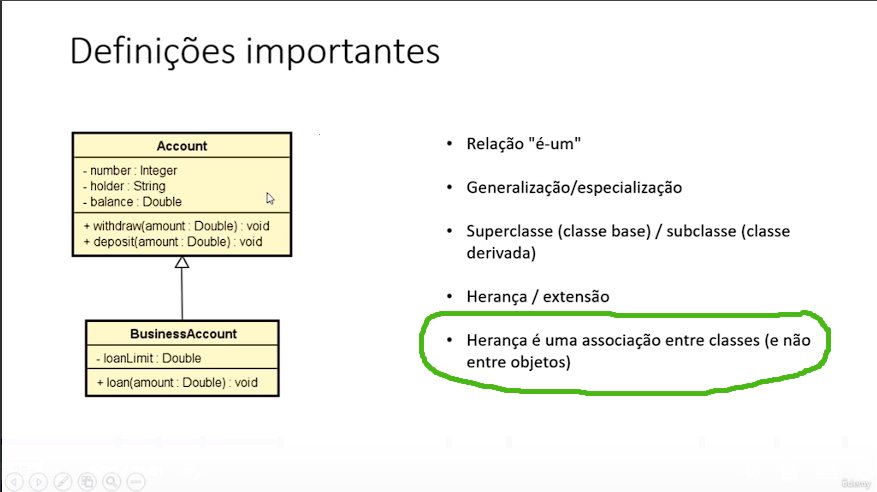 Definições importantes
Account
- number : Integer
- holder : String
- balance : Double
+ withdraw(amount : Double) : void
+ deposit(amount : Double) : void
BusinessAccount
- loanLimit : Double
+ loan(amount : Double) : void
• Relação "é-um"
• Generalização/especialização
• Superclasse (classe base) / subclasse (classe
derivada)
• Herança / extensão
• Herança é uma associação entre classes (e não
entre objetos)
ûdemy